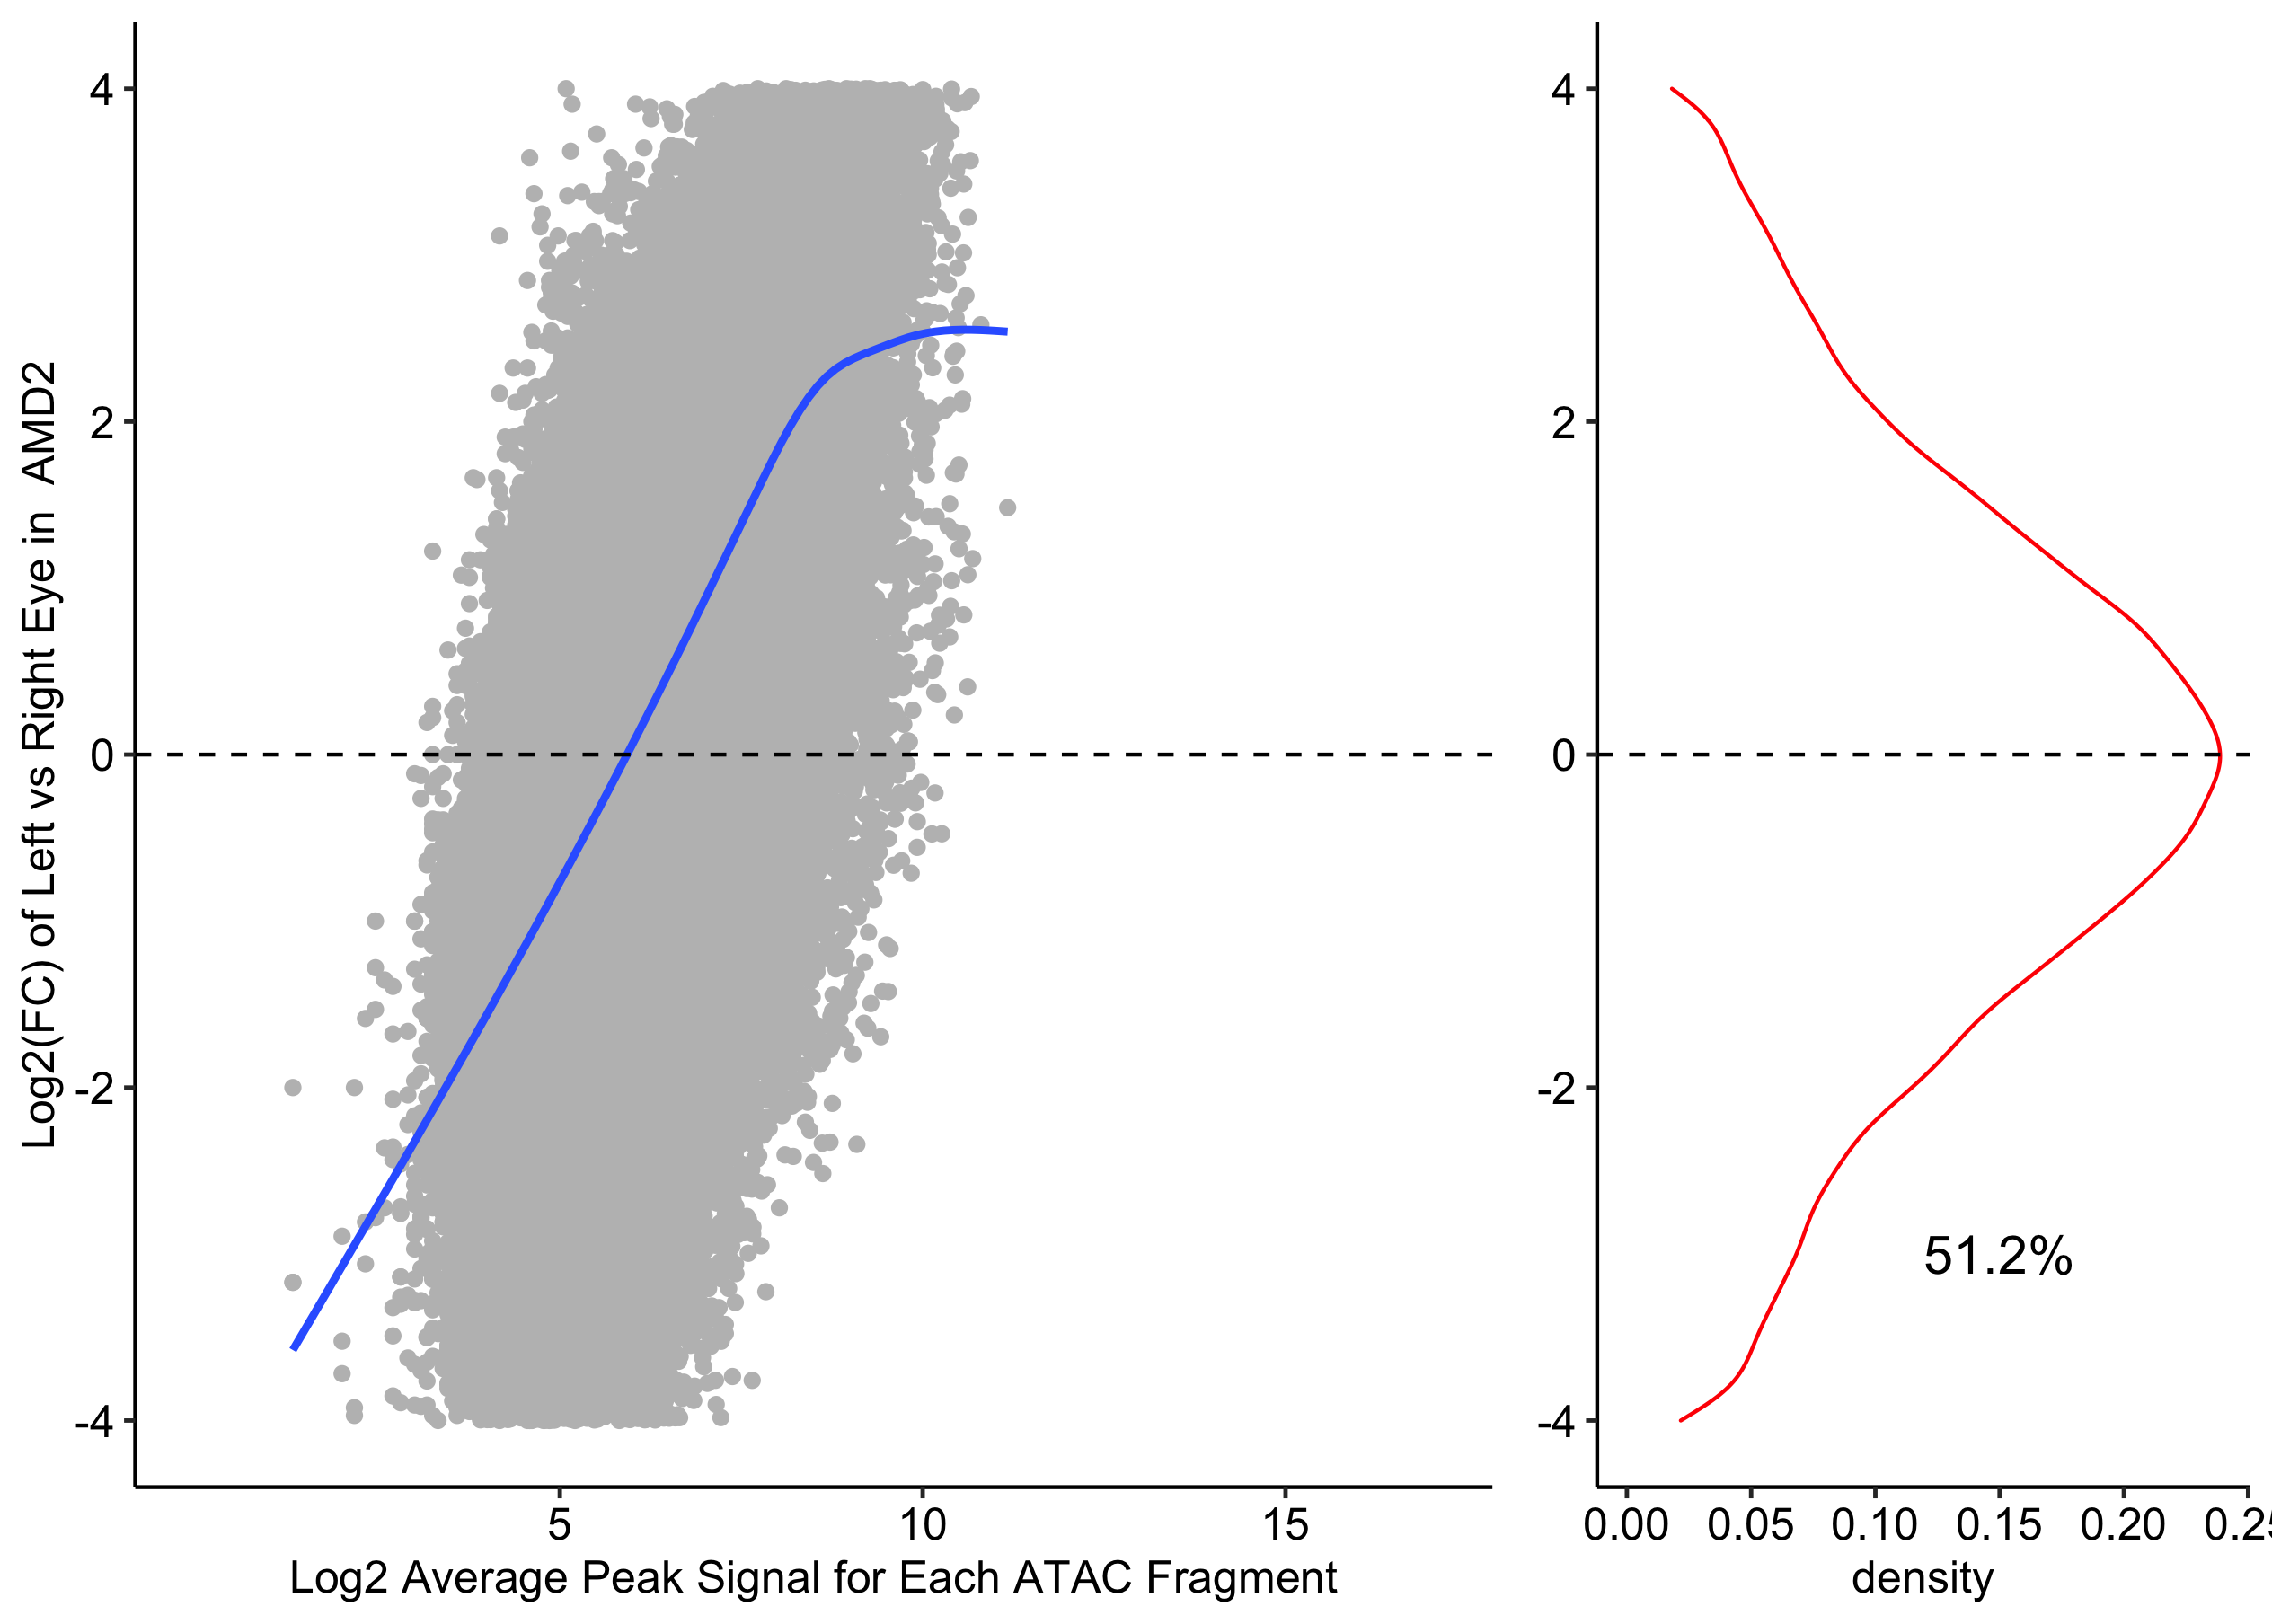 Log2(FC) of Left vs Right Eye in AMD2
4
2
0
-2
-4
5 10 15
Log2 Average Peak Signal for Each ATAC Fragment
4
2
0
-2
-4
51.2%
0.00 0.05 0.10 0.15 0.20 0.25
density